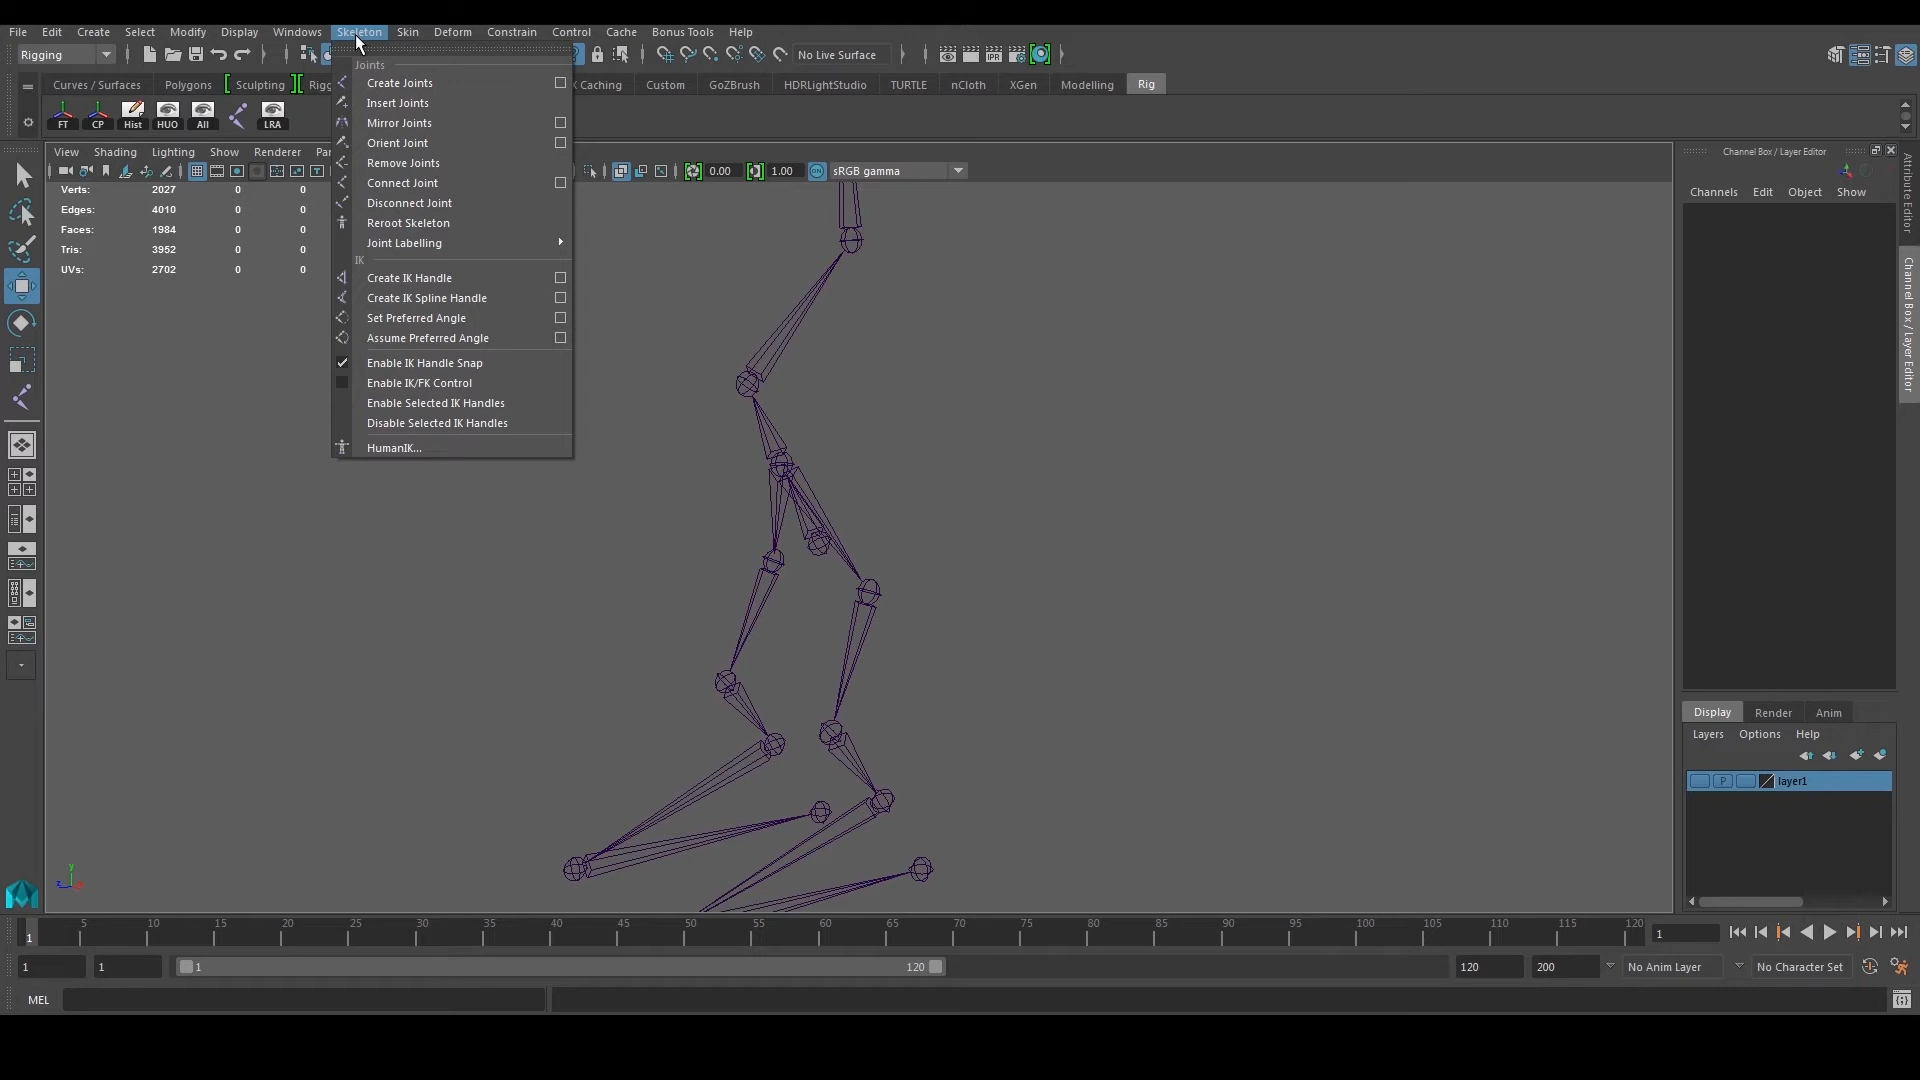 File Edit Create Select Modify Display Windows Skeleton Skin Deform Constrain Control Cache Bonus Tools Help
Rigging No Live Surface
Curves / Surfaces Polygons Sculpting Caching Custom GoZBrush HDRLightStudio TURTLE nCloth XGen Modelling Rig
FT CP Hist HUO All LRA
View Shading Lighting Show Renderer
0.00 1.00 sRGB gamma
Verts: 2027 0 0
Edges: 4010 0 0
Faces: 1984 0 0
Tris: 3952 0 0
UVs: 2702 0 0
Joints
Create Joints
Insert Joints
Mirror Joints
Orient Joint
Remove Joints
Connect Joint
Disconnect Joint
Reroot Skeleton
Joint Labelling
IK
Create IK Handle
Create IK Spline Handle
Set Preferred Angle
Assume Preferred Angle
Enable IK Handle Snap
Enable IK/FK Control
Enable Selected IK Handles
Disable Selected IK Handles
HumanIK...
Channel Box / Layer Editor
Channels Edit Object Show
Attribute Editor
Channel Box / Layer Editor
Display Render Anim
Layers Options Help
P layer1
y
z
1 5 10 15 20 25 30 35 40 45 50 55 60 65 70 75 80 85 90 95 100 105 110 115 120 1
1 1 1 120 120 200 No Anim Layer No Character Set
MEL